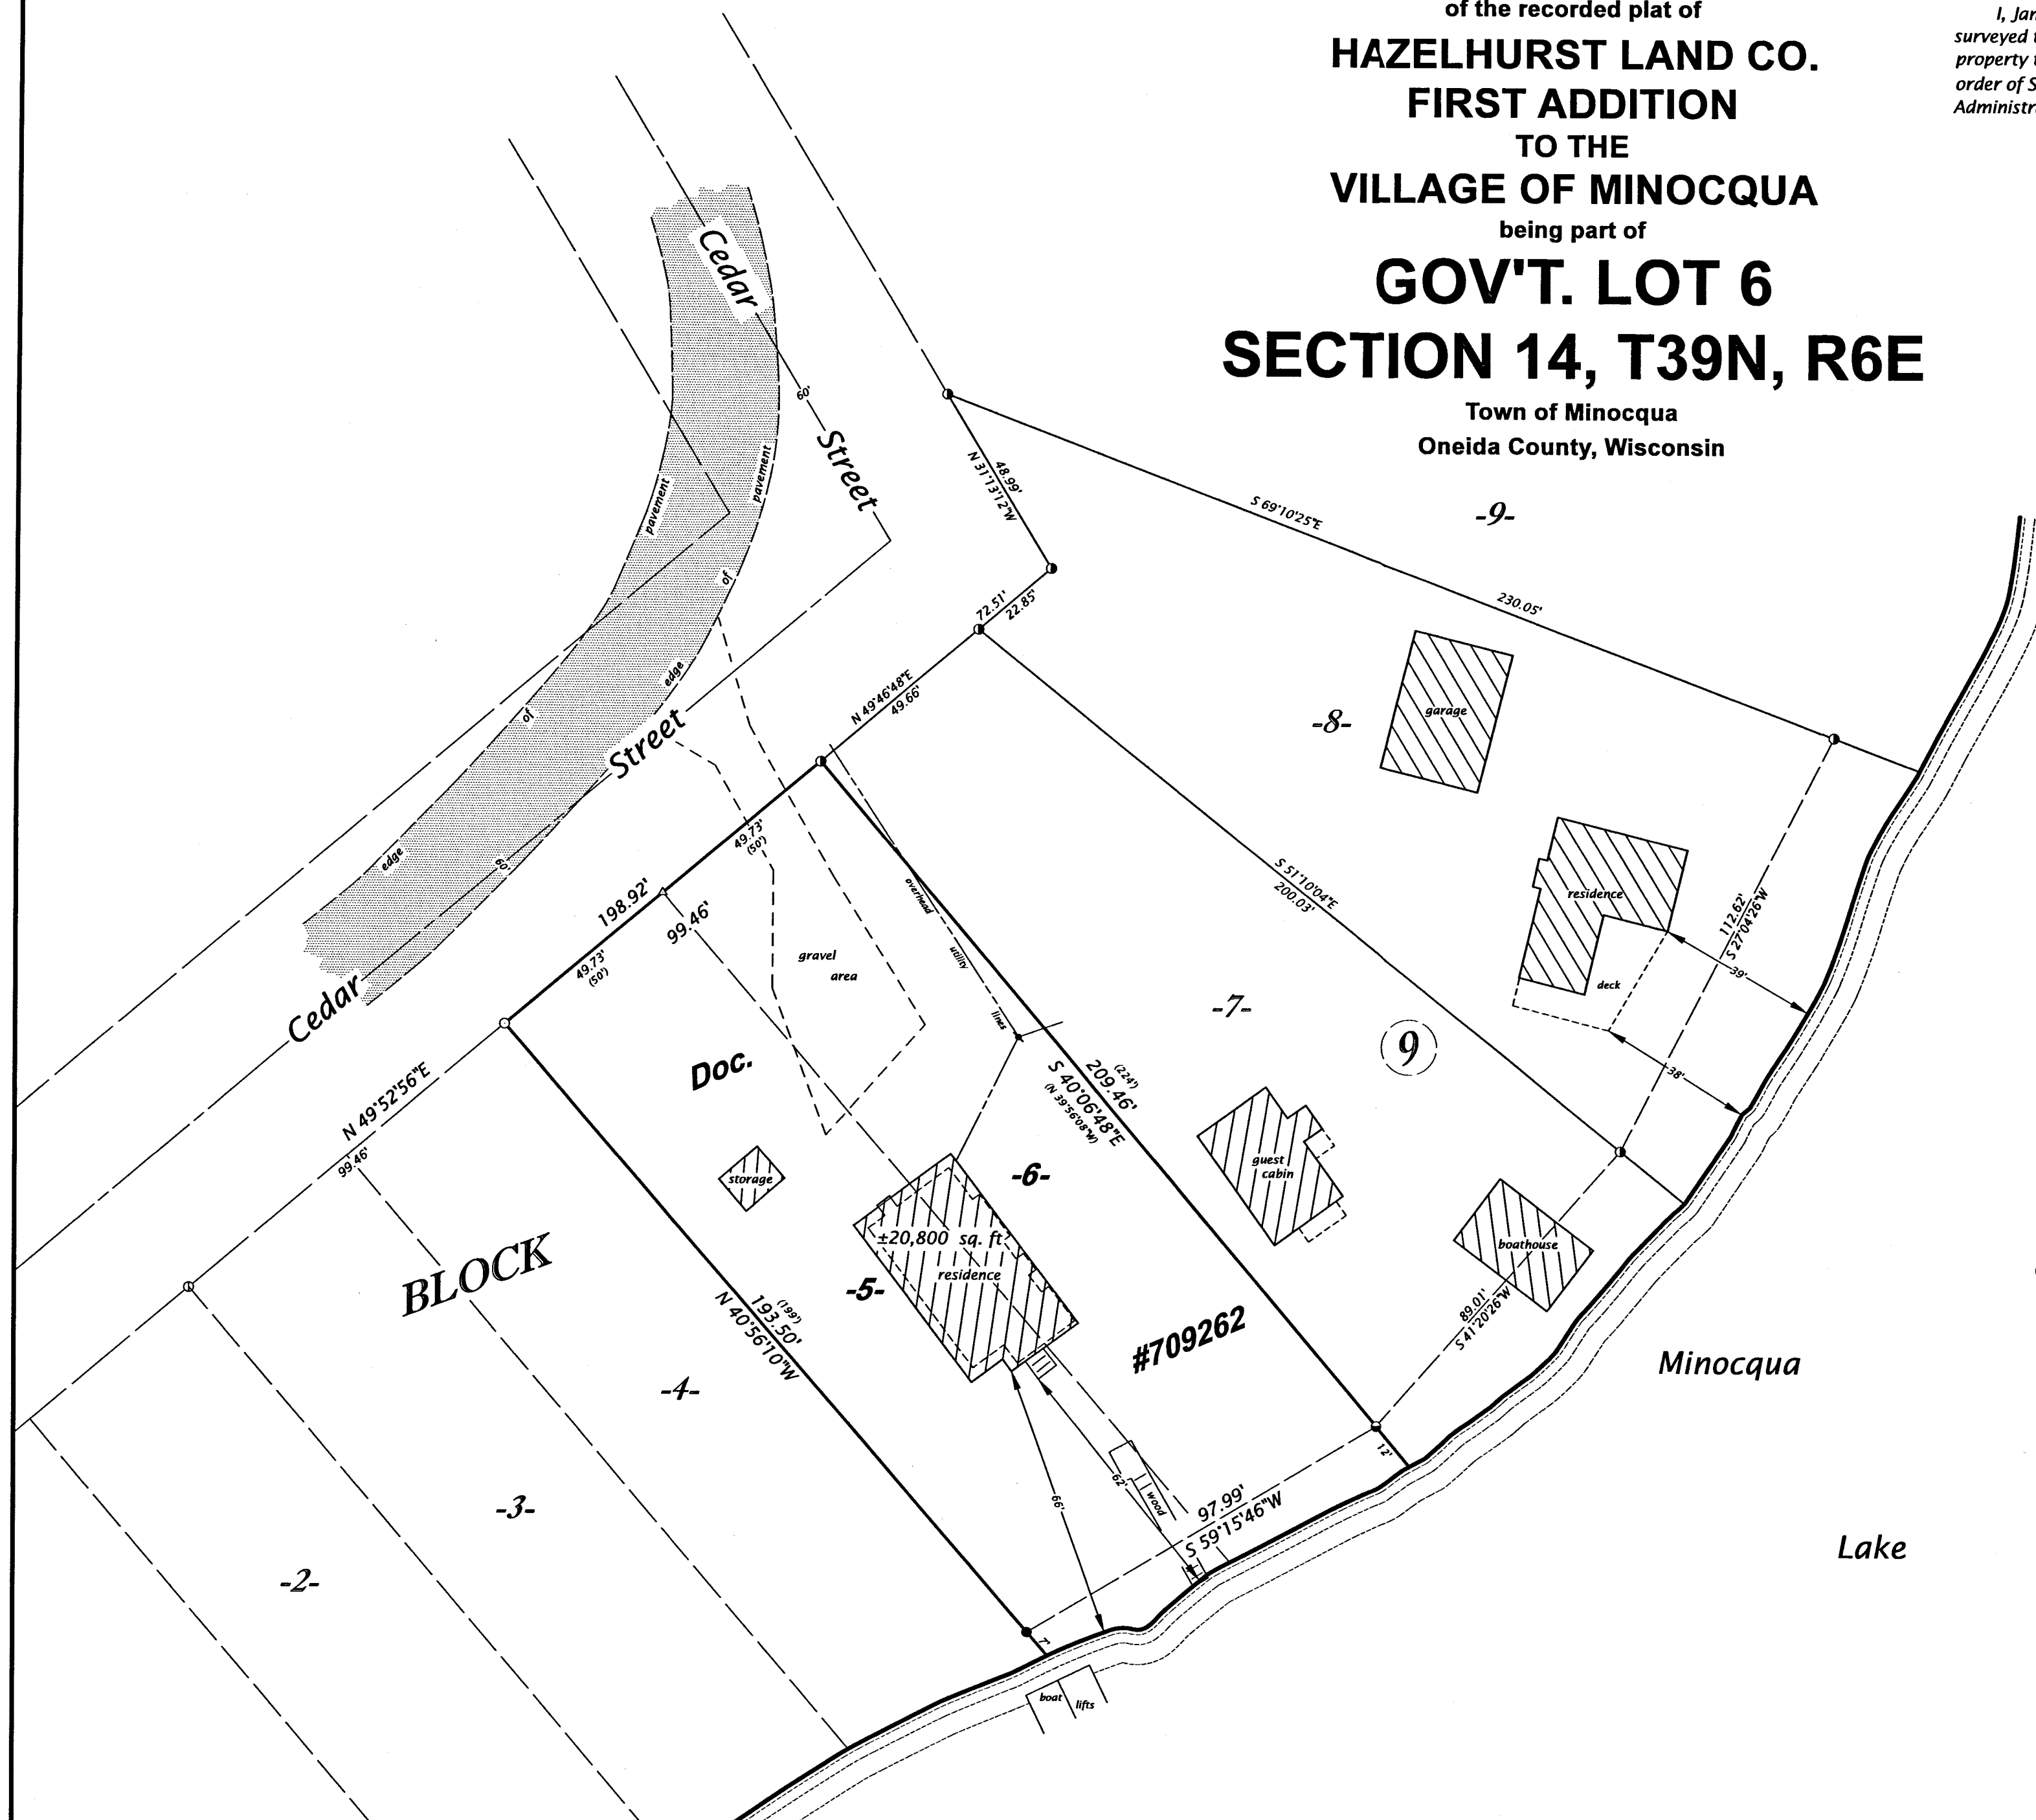 of the recorded plat of
HAZELHURST LAND CO.
FIRST ADDITION
TO THE
VILLAGE OF MINOCQUA
being part of
GOV'T. LOT 6
SECTION 14, T39N, R6E
Town of Minocqua
Oneida County, Wisconsin
I, Jan
surveyed
property
order of S
Administr
Cedar
Street
60'
pavement
pavement
of
of
edge
edge
60'
Cedar
Street
48.99'
N 31°13'12"W
72.51'
22.85'
N 49°46'48"E
49.66'
S 69°10'25"E
230.05'
-9-
-8-
garage
residence
deck
39'
38'
112.62'
S 27°04'26"W
S 51°10'04"E
200.03'
-7-
9
49.73'
(50')
198.92'
99.46'
49.73'
(50')
overhead
utility
lines
gravel
area
Doc.
(224')
209.46'
S 40°06'48"E
(N 39°56'08"W)
-6-
guest
cabin
boathouse
89.01'
S 41°20'26"W
storage
±20,800 sq. ft.
residence
-5-
#709262
N 49°52'56"E
99.46'
BLOCK
(199')
193.50'
N 40°56'10"W
-4-
-3-
-2-
66'
62'
wood
97.99'
S 59°15'46"W
12'
7'
boat
lifts
Minocqua
Lake